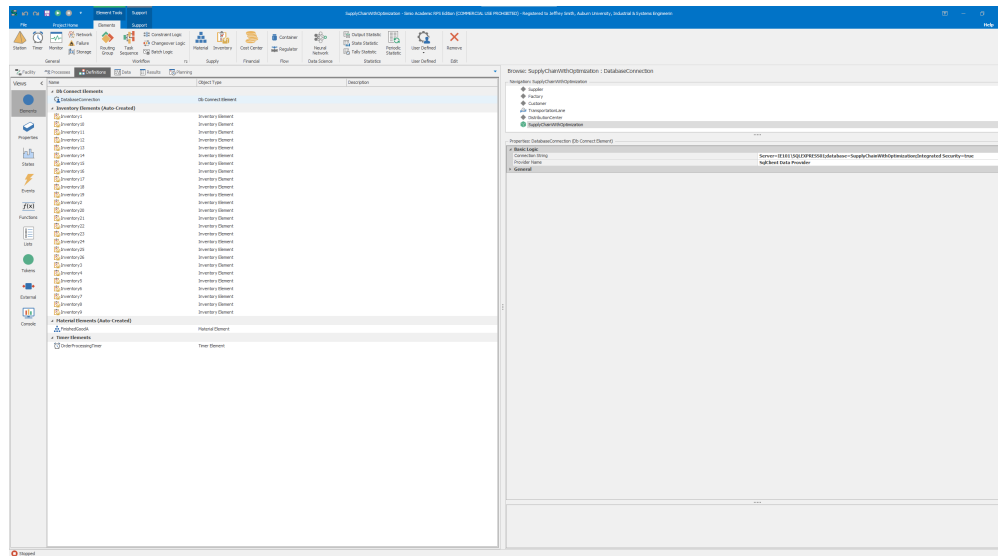 Element Tools Support
SupplyChainWithOptimization - Simio Academic RPS Edition [COMMERCIAL USE PROHIBITED] - Registered to Jeffrey Smith, Auburn University, Industrial & Systems Engineerin
File Project Home Elements Support Help
Station Timer Monitor Network Failure Storage
Routing Group Task Sequence Constraint Logic Changeover Logic Batch Logic
Material Inventory Cost Center Container Regulator Neural Network
Output Statistic State Statistic Tally Statistic Periodic Statistic User Defined Remove
General Workflow Supply Financial Flow Data Science Statistics User Defined Edit
Facility Processes Definitions Data Results Planning
Views <
Elements
Properties
States
Events
f(x)
Functions
Lists
Tokens
External
Console
Name Object Type Description
Db Connect Elements
DatabaseConnection Db Connect Element
Inventory Elements (Auto-Created)
Inventory1 Inventory Element
Inventory10 Inventory Element
Inventory11 Inventory Element
Inventory12 Inventory Element
Inventory13 Inventory Element
Inventory14 Inventory Element
Inventory15 Inventory Element
Inventory16 Inventory Element
Inventory17 Inventory Element
Inventory18 Inventory Element
Inventory19 Inventory Element
Inventory2 Inventory Element
Inventory20 Inventory Element
Inventory21 Inventory Element
Inventory22 Inventory Element
Inventory23 Inventory Element
Inventory24 Inventory Element
Inventory25 Inventory Element
Inventory26 Inventory Element
Inventory3 Inventory Element
Inventory4 Inventory Element
Inventory5 Inventory Element
Inventory6 Inventory Element
Inventory7 Inventory Element
Inventory8 Inventory Element
Inventory9 Inventory Element
Material Elements (Auto-Created)
FinishedGoodA Material Element
Timer Elements
OrderProcessingTimer Timer Element
Browse: SupplyChainWithOptimization : DatabaseConnection
Navigation: SupplyChainWithOptimization
Supplier
Factory
Customer
TransportationLane
DistributionCenter
SupplyChainWithOptimization
Properties: DatabaseConnection (Db Connect Element)
Basic Logic
Connection String Server=IE101\SQLEXPRESS01;database=SupplyChainWithOptimization;Integrated Security=true
Provider Name SqlClient Data Provider
General
Stopped